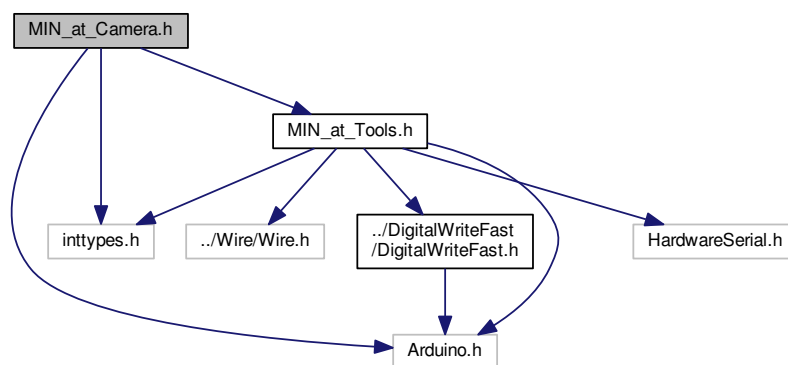 MIN_at_Camera.h
MIN_at_Tools.h
inttypes.h
../Wire/Wire.h
../DigitalWriteFast
/DigitalWriteFast.h
HardwareSerial.h
Arduino.h